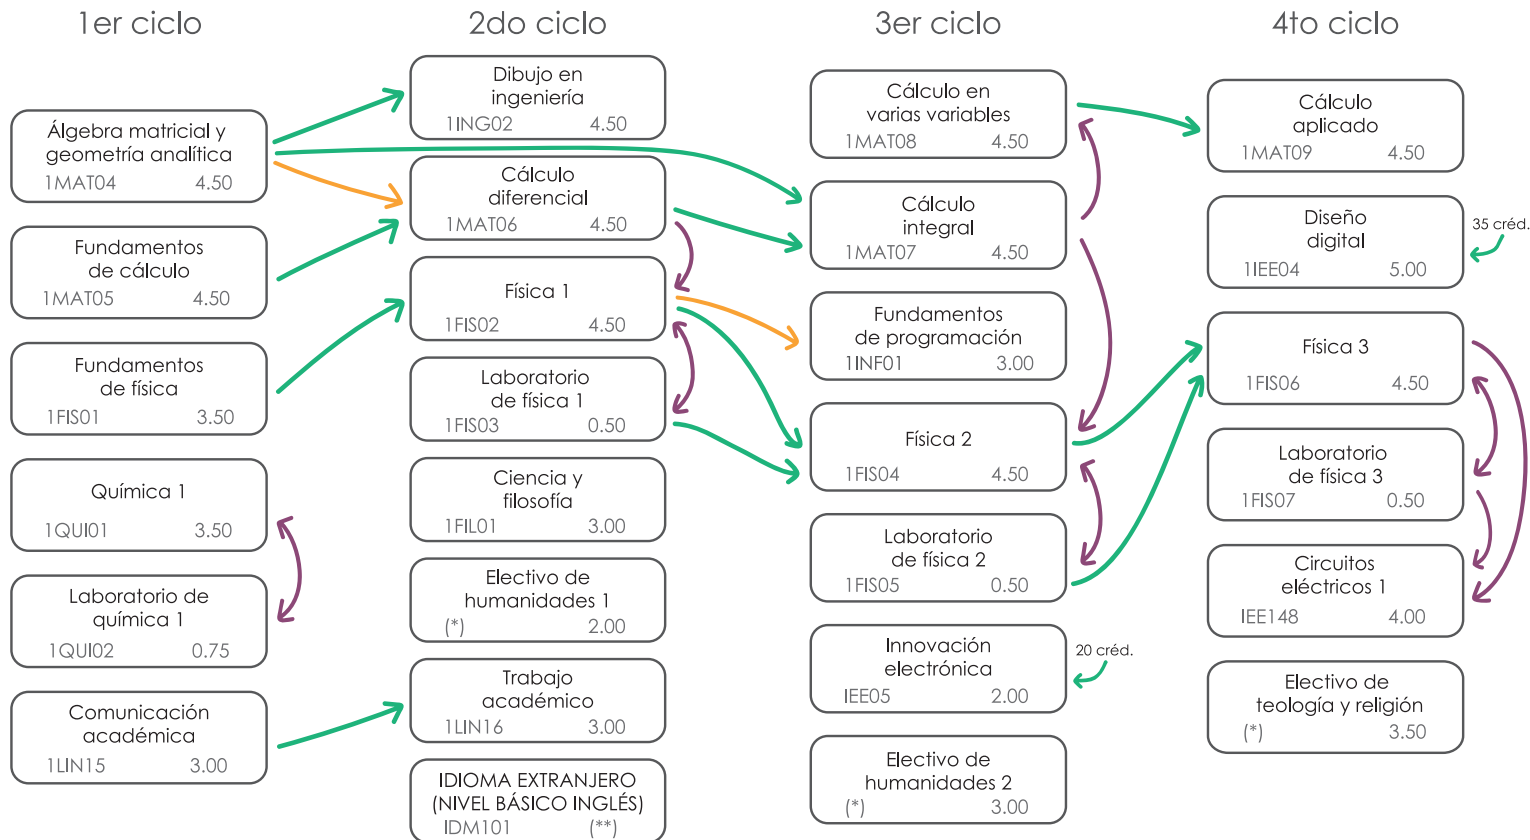 1er ciclo
Álgebra matricial y
geometría analítica
1MAT04 4.50
Fundamentos
de cálculo
1MAT05 4.50
Fundamentos
de física
1FIS01 3.50
Química 1
1QUI01 3.50
Laboratorio de
química 1
1QUI02 0.75
Comunicación
académica
1LIN15 3.00
2do ciclo
Dibujo en
ingeniería
1ING02 4.50
Cálculo
diferencial
1MAT06 4.50
Física 1
1FIS02 4.50
Laboratorio
de física 1
1FIS03 0.50
Ciencia y
filosofía
1FIL01 3.00
Electivo de
humanidades 1
(*) 2.00
Trabajo
académico
1LIN16 3.00
IDIOMA EXTRANJERO
(NIVEL BÁSICO INGLÉS)
IDM101 (**)
3er ciclo
Cálculo en
varias variables
1MAT08 4.50
Cálculo
integral
1MAT07 4.50
Fundamentos
de programación
1INF01 3.00
Física 2
1FIS04 4.50
Laboratorio
de física 2
1FIS05 0.50
Innovación
electrónica
IEE05 2.00
20 créd.
Electivo de
humanidades 2
(*) 3.00
4to ciclo
Cálculo
aplicado
1MAT09 4.50
Diseño
digital
1IEE04 5.00
35 créd.
Física 3
1FIS06 4.50
Laboratorio
de física 3
1FIS07 0.50
Circuitos
eléctricos 1
IEE148 4.00
Electivo de
teología y religión
(*) 3.50